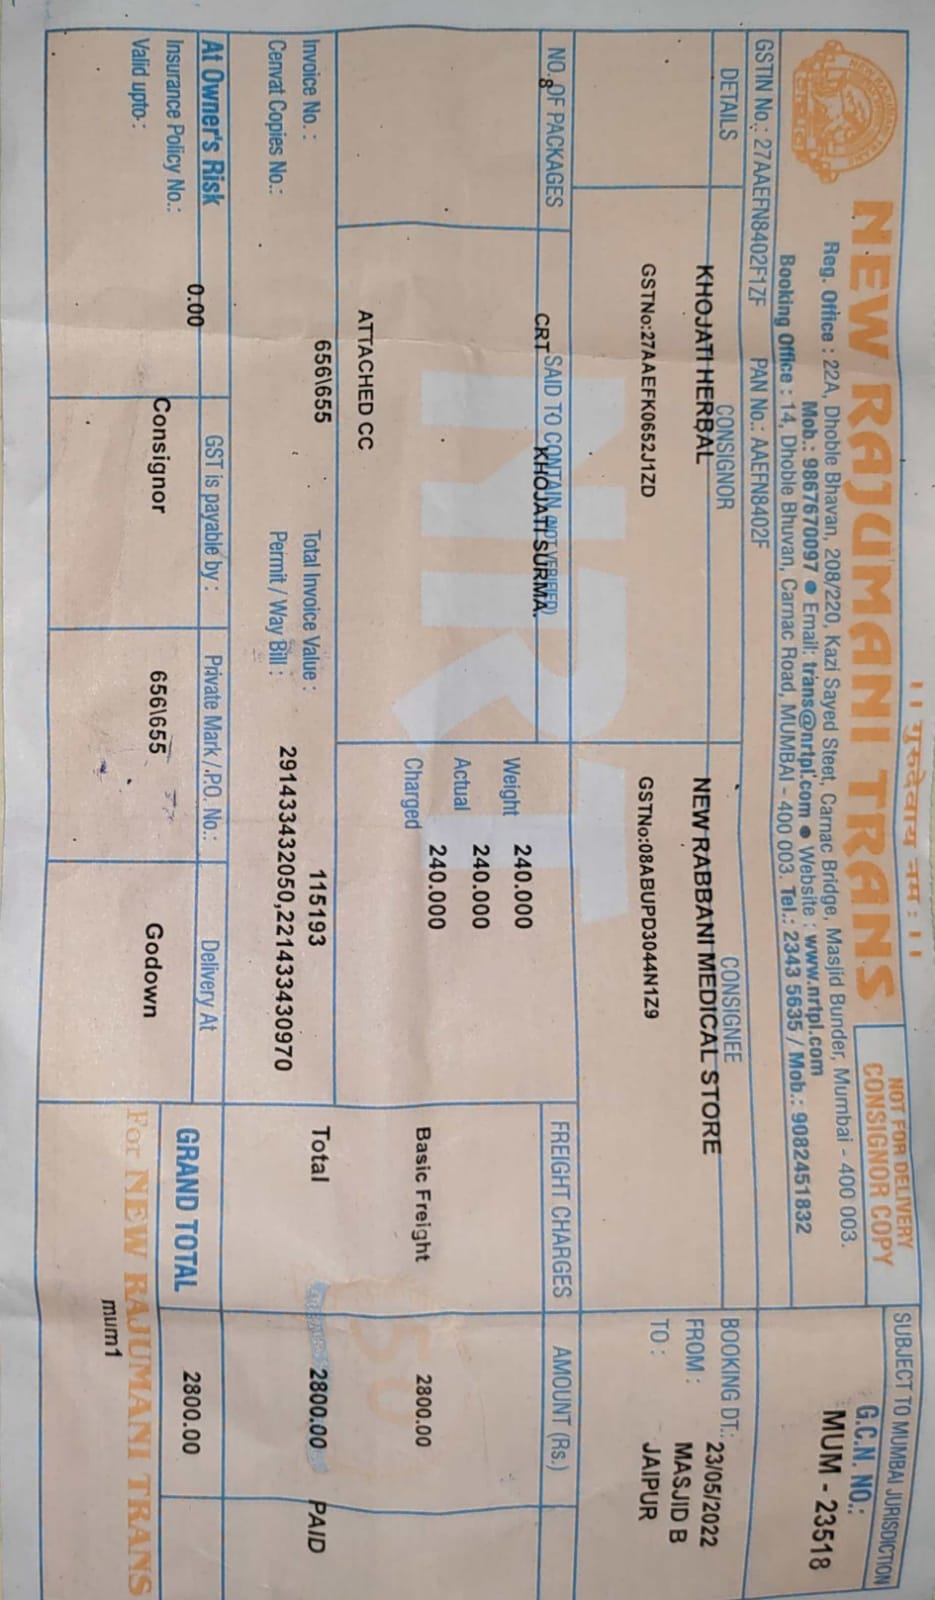 ।। गुरुदेवाय नमः ।।
NEW RAJUMANI TRANS
NOT FOR DELIVERY
CONSIGNOR COPY
SUBJECT TO MUMBAI JURISDICTION
G.C.N. NO.:
MUM - 23518
Reg. Office : 22A, Dhoble Bhavan, 208/220, Kazi Sayed Steet, Carnac Bridge, Masjid Bunder, Mumbai - 400 003.
Mob.: 9867670097 ● Email: trans@nrtpl.com ● Website : www.nrtpl.com
Booking Office : 14, Dhoble Bhuvan, Carnac Road, MUMBAI - 400 003. Tel.: 2343 5635 / Mob.: 9082451832
GSTIN No.: 27AAEFN8402F1ZF PAN No.: AAEFN8402F
DETAILS CONSIGNOR CONSIGNEE
KHOJATI HERBAL NEW RABBANI MEDICAL STORE
GSTNo:27AAEFK0652J1ZD GSTNo:08ABUPD3044N1Z9
BOOKING DT.: 23/05/2022
FROM : MASJID B
TO : JAIPUR
NO. OF PACKAGES SAID TO CONTAIN (NOT VERIFIED) FREIGHT CHARGES AMOUNT (Rs.)
8 CRT KHOJATI SURMA.
Weight 240.000
Actual 240.000
Charged 240.000
Basic Freight 2800.00
NRT
ATTACHED CC
Invoice No. : 656\655 Total Invoice Value : 115193 Total 2800.00 PAID
Cenvat Copies No.: Permit / Way Bill : 291433432050,221433430970
At Owner's Risk 0.00 GST is payable by : Private Mark / .P.O. No.: Delivery At GRAND TOTAL 2800.00
Insurance Policy No.: Consignor 656\655 Godown
Valid upto :
For NEW RAJUMANI TRANS
mum1